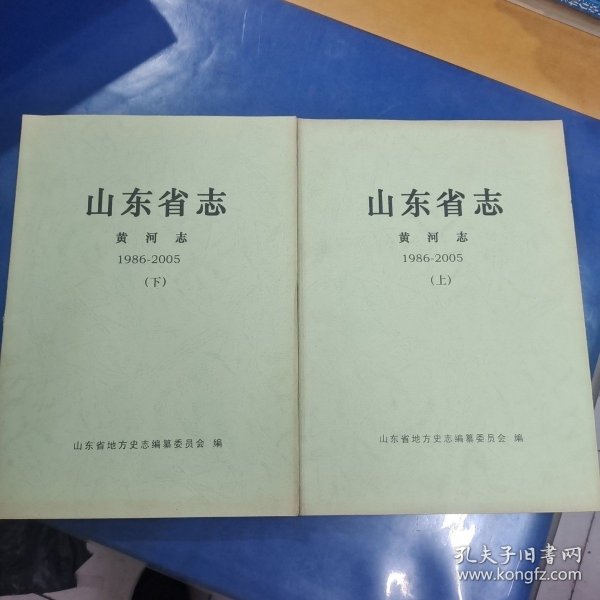 山东省志
黄河志
1986-2005
（下）
山东省地方史志编纂委员会 编
山东省志
黄河志
1986-2005
（上）
山东省地方史志编纂委员会 编
孔夫子旧书网
www.kongfz.com